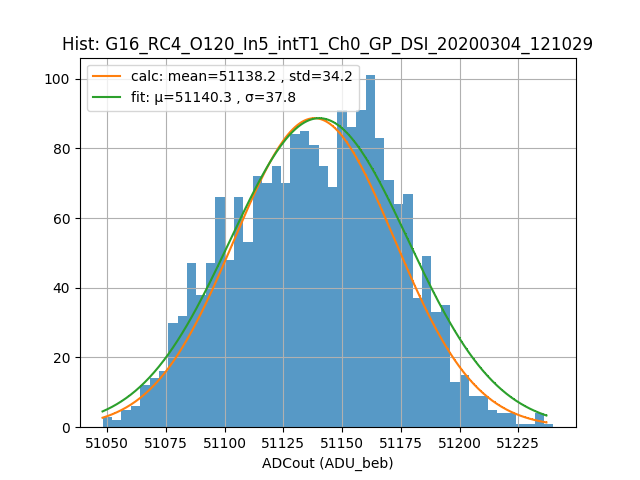 Hist: G16_RC4_O120_In5_intT1_Ch0_GP_DSI_20200304_121029
calc: mean=51138.2 , std=34.2
fit: μ=51140.3 , σ=37.8
100
80
60
40
20
0
51050 51075 51100 51125 51150 51175 51200 51225
ADCout (ADU_beb)